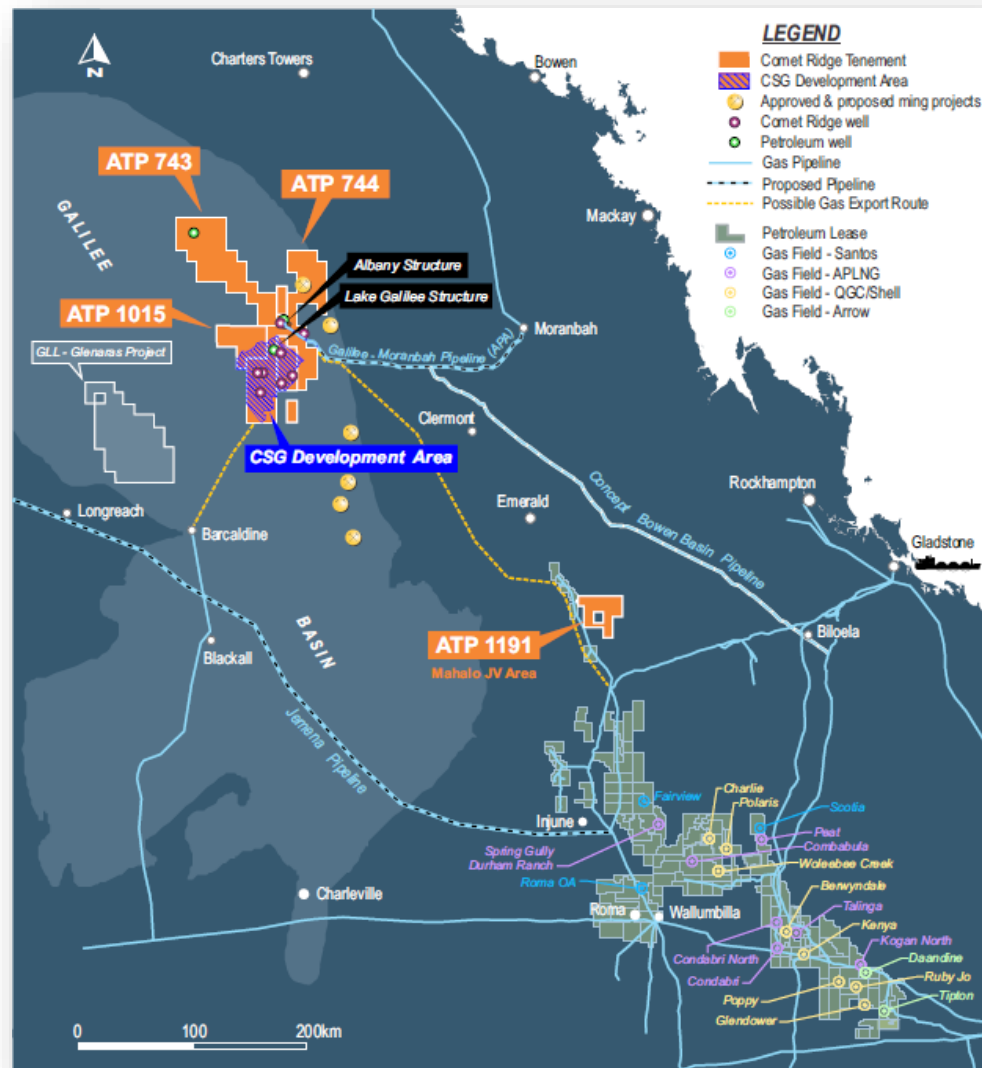 LEGEND
Comet Ridge Tenement
CSG Development Area
Approved & proposed ming projects
Comet Ridge well
Petroleum well
Gas Pipeline
Proposed Pipeline
Possible Gas Export Route
Petroleum Lease
Gas Field - Santos
Gas Field - APLNG
Gas Field - QGC/Shell
Gas Field - Arrow
N
Charters Towers
Bowen
ATP 743
ATP 744
GALILEE
Mackay
Albany Structure
Lake Galilee Structure
ATP 1015
Moranbah
GLL - Glenaras Project
Galilee - Moranbah Pipeline (APA)
Clermont
CSG Development Area
Longreach
Barcaldine
Emerald
Concept Bowen Basin Pipeline
Rockhampton
Gladstone
BASIN
Blackall
ATP 1191
Mahalo JV Area
Biloela
Jemena Pipeline
Fairview
Charlie
Polaris
Scotia
Injune
Peat
Spring Gully
Durham Ranch
Combabula
Woleebee Creek
Roma OA
Berwyndale
Charleville
Talinga
Roma
Wallumbilla
Kenya
Condabri North
Kogan North
Condabri
Daandine
Poppy
Ruby Jo
Glendower
Tipton
0
100
200km